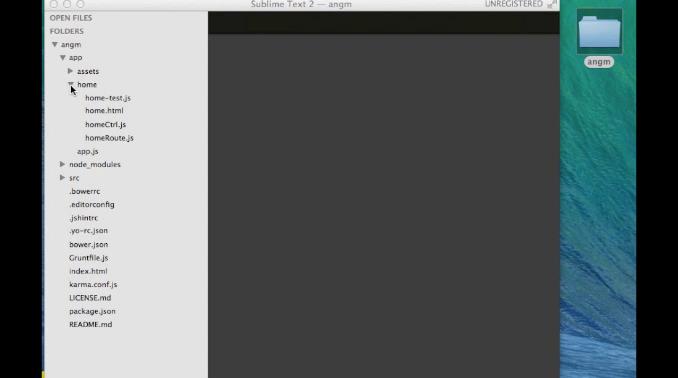 Sublime Text 2 — angm
UNREGISTERED
OPEN FILES
FOLDERS
angm
app
assets
home
home-test.js
home.html
homeCtrl.js
homeRoute.js
app.js
node_modules
src
.bowerrc
.editorconfig
.jshintrc
.yo-rc.json
bower.json
Gruntfile.js
index.html
karma.conf.js
LICENSE.md
package.json
README.md
angm